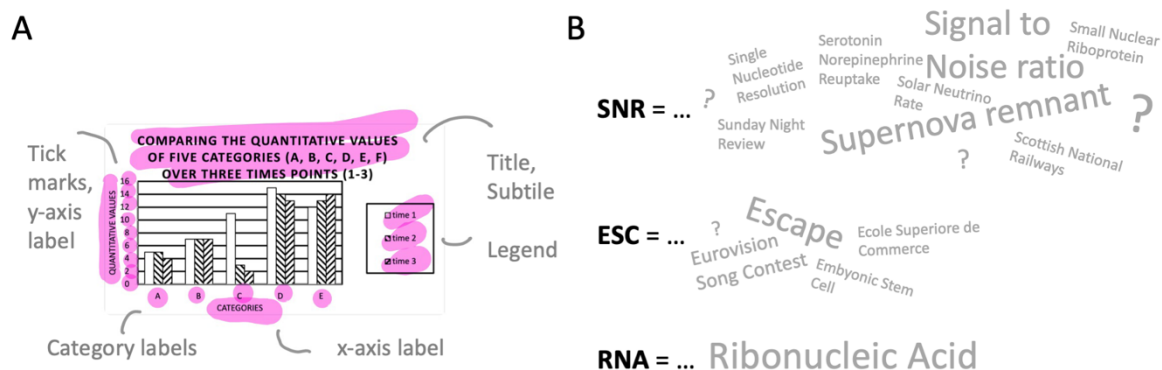 A
COMPARING THE QUANTITATIVE VALUES
OF FIVE CATEGORIES (A, B, C, D, E, F)
OVER THREE TIMES POINTS (1-3)
Tick
marks,
y-axis
label
Title,
Subtile
Legend
QUANTITATIVE VALUES
16
14
12
10
8
6
4
2
0
time 1
time 2
time 3
A B C D E
CATEGORIES
Category labels
x-axis label
B
SNR = ...
?
Single
Nucleotide
Resolution
Serotonin
Norepinephrine
Reuptake
Signal to
Noise ratio
Small Nuclear
Riboprotein
Solar Neutrino
Rate
Sunday Night
Review
Supernova remnant
?
?
Scottish National
Railways
ESC = ...
?
Escape
Eurovision
Song Contest
Ecole Superiore de
Commerce
Embyonic Stem
Cell
RNA = ... Ribonucleic Acid